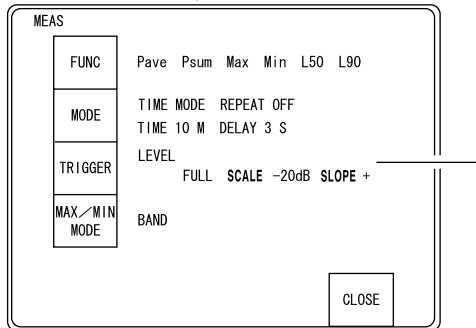 MEAS
FUNC Pave Psum Max Min L50 L90
MODE TIME MODE REPEAT OFF
TIME 10 M DELAY 3 S
TRIGGER LEVEL
FULL SCALE -20dB SLOPE +
MAX/MIN
MODE BAND
CLOSE